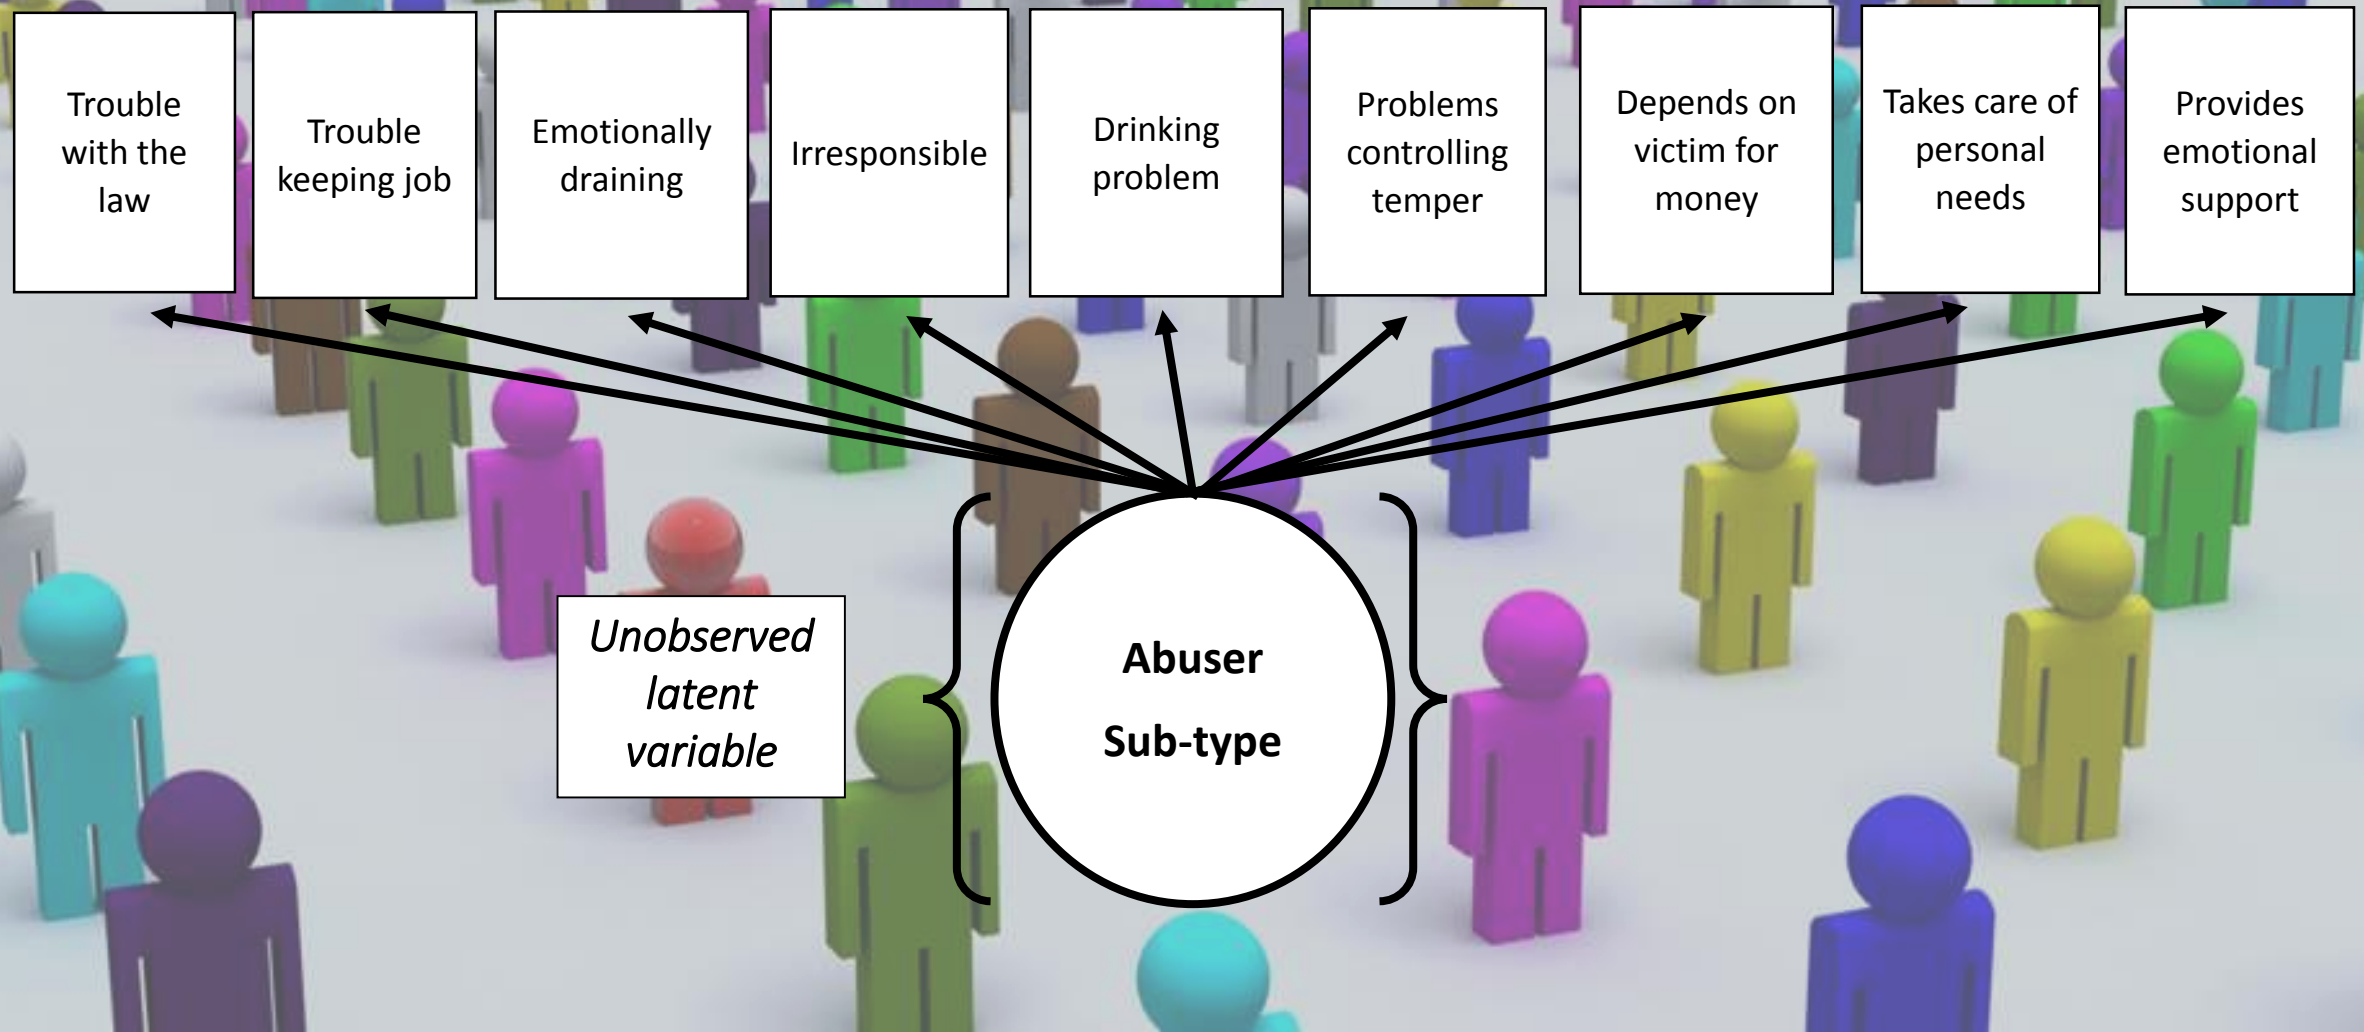 Trouble
with the
law
Trouble
keeping job
Emotionally
draining
Irresponsible
Drinking
problem
Problems
controlling
temper
Depends on
victim for
money
Takes care of
personal
needs
Provides
emotional
support
Unobserved
latent
variable
Abuser
Sub-type